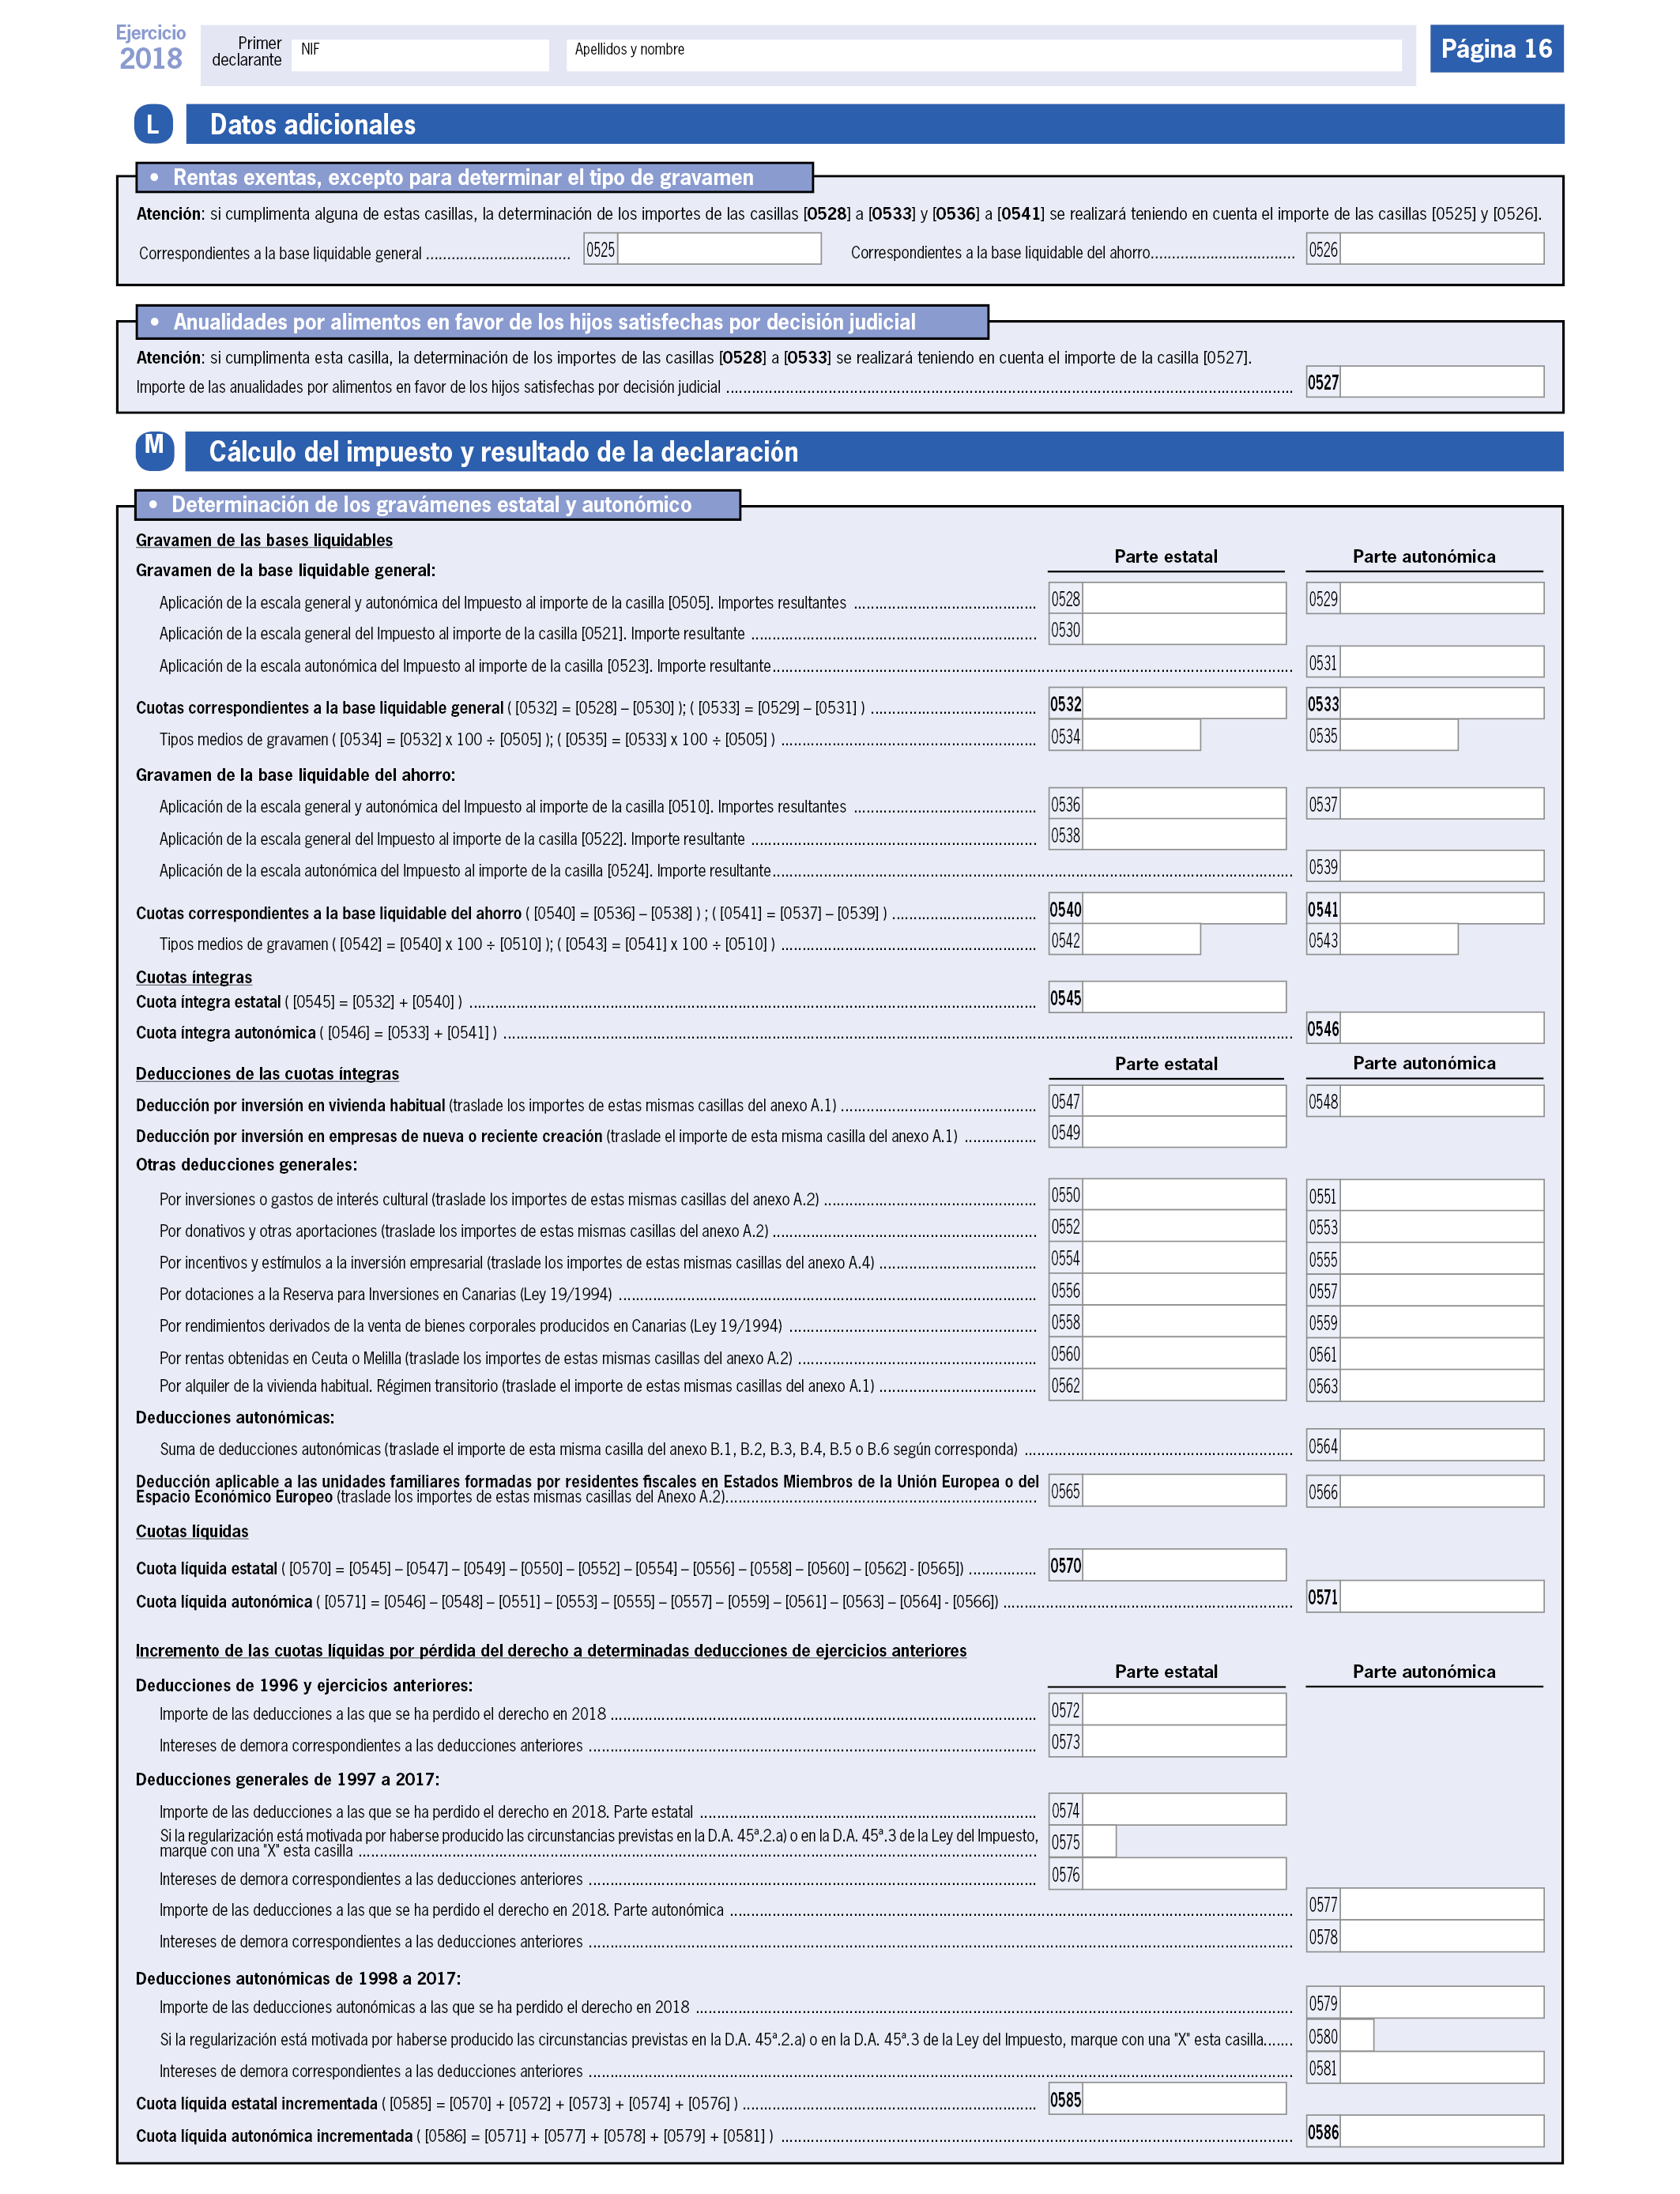 Ejercicio
2018
Primer
declarante
NIF
Apellidos y nombre
Página 16
L
Datos adicionales
• Rentas exentas, excepto para determinar el tipo de gravamen
Atención: si cumplimenta alguna de estas casillas, la determinación de los importes de las casillas [0528] a [0533] y [0536] a [0541] se realizará teniendo en cuenta el importe de las casillas [0525] y [0526].
Correspondientes a la base liquidable general .................................. 0525
Correspondientes a la base liquidable del ahorro.................................. 0526
• Anualidades por alimentos en favor de los hijos satisfechas por decisión judicial
Atención: si cumplimenta esta casilla, la determinación de los importes de las casillas [0528] a [0533] se realizará teniendo en cuenta el importe de la casilla [0527].
Importe de las anualidades por alimentos en favor de los hijos satisfechas por decisión judicial .................................. 0527
M
Cálculo del impuesto y resultado de la declaración
• Determinación de los gravámenes estatal y autonómico
Gravamen de las bases liquidables
Parte estatal Parte autonómica
Gravamen de la base liquidable general:
Aplicación de la escala general y autonómica del Impuesto al importe de la casilla [0505]. Importes resultantes .................................. 0528 0529
Aplicación de la escala general del Impuesto al importe de la casilla [0521]. Importe resultante .................................. 0530
Aplicación de la escala autonómica del Impuesto al importe de la casilla [0523]. Importe resultante.................................. 0531
Cuotas correspondientes a la base liquidable general ( [0532] = [0528] – [0530] ); ( [0533] = [0529] – [0531] ) .................................. 0532 0533
Tipos medios de gravamen ( [0534] = [0532] x 100 ÷ [0505] ); ( [0535] = [0533] x 100 ÷ [0505] ) .................................. 0534 0535
Gravamen de la base liquidable del ahorro:
Aplicación de la escala general y autonómica del Impuesto al importe de la casilla [0510]. Importes resultantes .................................. 0536 0537
Aplicación de la escala general del Impuesto al importe de la casilla [0522]. Importe resultante .................................. 0538
Aplicación de la escala autonómica del Impuesto al importe de la casilla [0524]. Importe resultante.................................. 0539
Cuotas correspondientes a la base liquidable del ahorro ( [0540] = [0536] – [0538] ) ; ( [0541] = [0537] – [0539] ) .................................. 0540 0541
Tipos medios de gravamen ( [0542] = [0540] x 100 ÷ [0510] ); ( [0543] = [0541] x 100 ÷ [0510] ) .................................. 0542 0543
Cuotas íntegras
Cuota íntegra estatal ( [0545] = [0532] + [0540] ) .................................. 0545
Cuota íntegra autonómica ( [0546] = [0533] + [0541] ) .................................. 0546
Parte estatal Parte autonómica
Deducciones de las cuotas íntegras
Deducción por inversión en vivienda habitual (traslade los importes de estas mismas casillas del anexo A.1) .................................. 0547 0548
Deducción por inversión en empresas de nueva o reciente creación (traslade el importe de esta misma casilla del anexo A.1) ................. 0549
Otras deducciones generales:
Por inversiones o gastos de interés cultural (traslade los importes de estas mismas casillas del anexo A.2) .................................. 0550 0551
Por donativos y otras aportaciones (traslade los importes de estas mismas casillas del anexo A.2) .................................. 0552 0553
Por incentivos y estímulos a la inversión empresarial (traslade los importes de estas mismas casillas del anexo A.4) .................................. 0554 0555
Por dotaciones a la Reserva para Inversiones en Canarias (Ley 19/1994) .................................. 0556 0557
Por rendimientos derivados de la venta de bienes corporales producidos en Canarias (Ley 19/1994) .................................. 0558 0559
Por rentas obtenidas en Ceuta o Melilla (traslade los importes de estas mismas casillas del anexo A.2) .................................. 0560 0561
Por alquiler de la vivienda habitual. Régimen transitorio (traslade el importe de estas mismas casillas del anexo A.1) .................................. 0562 0563
Deducciones autonómicas:
Suma de deducciones autonómicas (traslade el importe de esta misma casilla del anexo B.1, B.2, B.3, B.4, B.5 o B.6 según corresponda) .................................. 0564
Deducción aplicable a las unidades familiares formadas por residentes fiscales en Estados Miembros de la Unión Europea o del
Espacio Económico Europeo (traslade los importes de estas mismas casillas del Anexo A.2).................................. 0565 0566
Cuotas líquidas
Cuota líquida estatal ( [0570] = [0545] – [0547] – [0549] – [0550] – [0552] – [0554] – [0556] – [0558] – [0560] – [0562] - [0565]) ................ 0570
Cuota líquida autonómica ( [0571] = [0546] – [0548] – [0551] – [0553] – [0555] – [0557] – [0559] – [0561] – [0563] – [0564] - [0566]) .................................. 0571
Incremento de las cuotas líquidas por pérdida del derecho a determinadas deducciones de ejercicios anteriores
Parte estatal Parte autonómica
Deducciones de 1996 y ejercicios anteriores:
Importe de las deducciones a las que se ha perdido el derecho en 2018 .................................. 0572
Intereses de demora correspondientes a las deducciones anteriores .................................. 0573
Deducciones generales de 1997 a 2017:
Importe de las deducciones a las que se ha perdido el derecho en 2018. Parte estatal .................................. 0574
Si la regularización está motivada por haberse producido las circunstancias previstas en la D.A. 45ª.2.a) o en la D.A. 45ª.3 de la Ley del Impuesto,
marque con una "X" esta casilla .................................. 0575
Intereses de demora correspondientes a las deducciones anteriores .................................. 0576
Importe de las deducciones a las que se ha perdido el derecho en 2018. Parte autonómica .................................. 0577
Intereses de demora correspondientes a las deducciones anteriores .................................. 0578
Deducciones autonómicas de 1998 a 2017:
Importe de las deducciones autonómicas a las que se ha perdido el derecho en 2018 .................................. 0579
Si la regularización está motivada por haberse producido las circunstancias previstas en la D.A. 45ª.2.a) o en la D.A. 45ª.3 de la Ley del Impuesto, marque con una "X" esta casilla....... 0580
Intereses de demora correspondientes a las deducciones anteriores .................................. 0581
Cuota líquida estatal incrementada ( [0585] = [0570] + [0572] + [0573] + [0574] + [0576] ) .................................. 0585
Cuota líquida autonómica incrementada ( [0586] = [0571] + [0577] + [0578] + [0579] + [0581] ) .................................. 0586